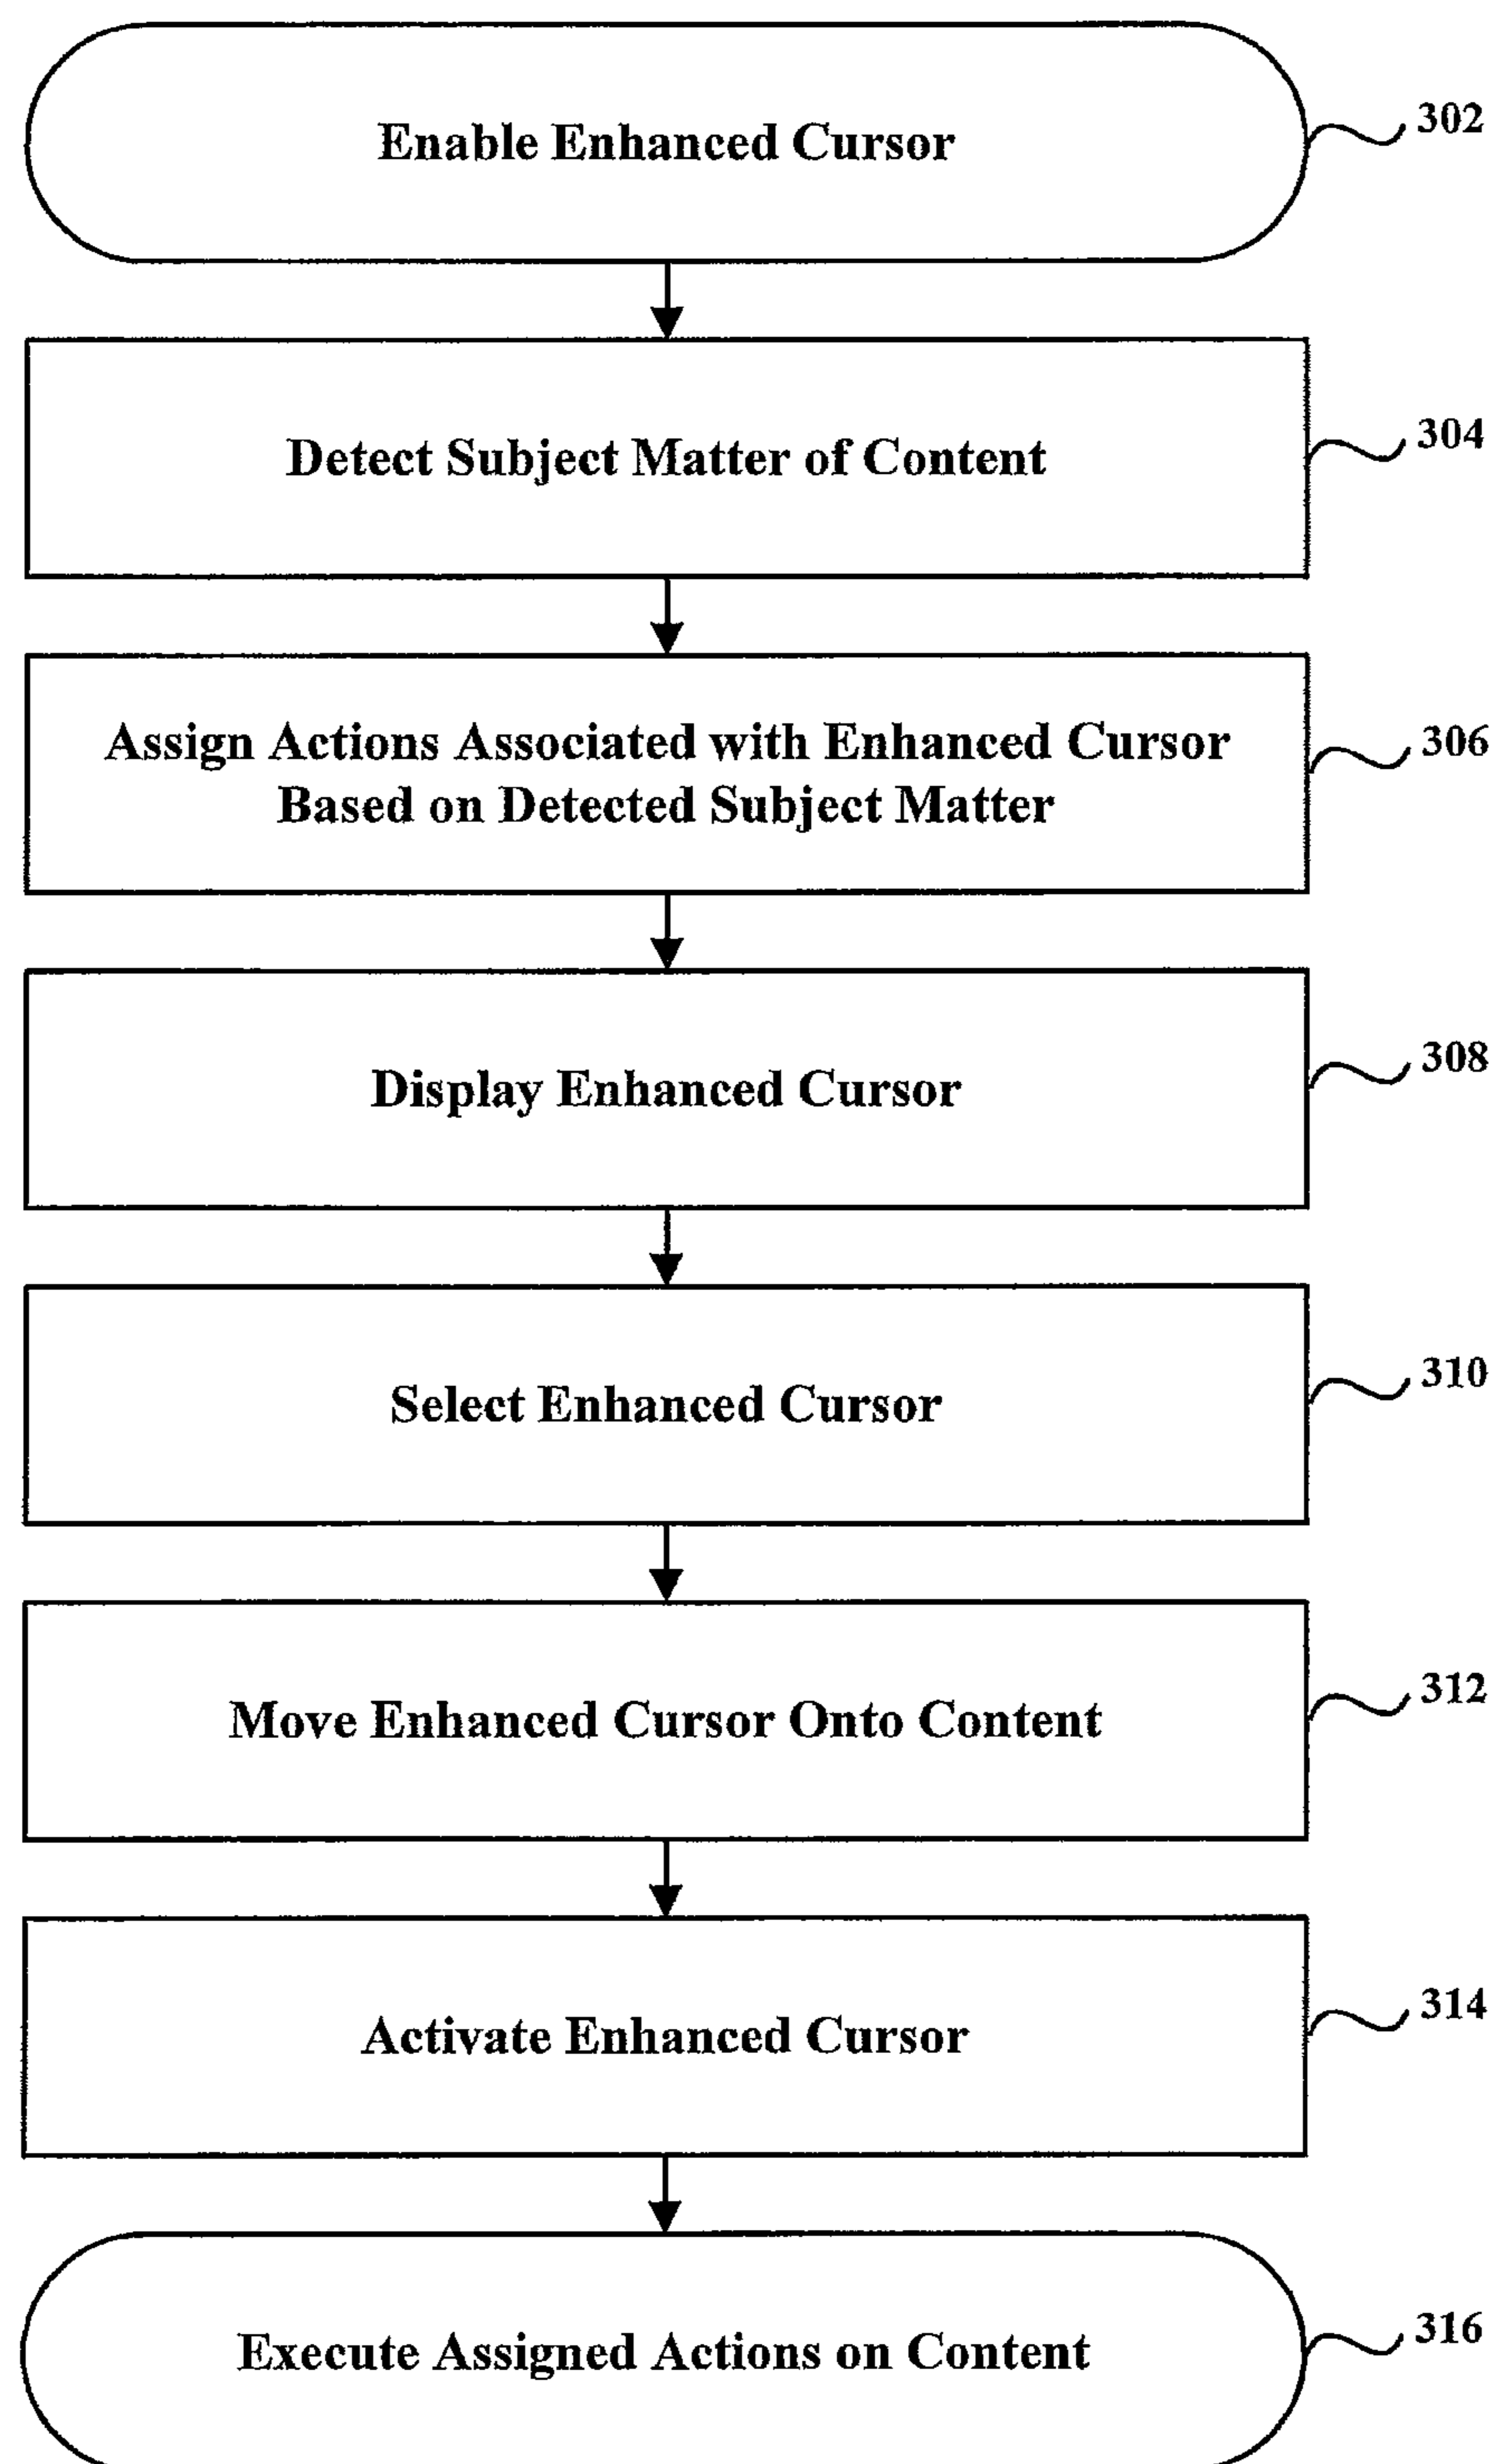 Enable Enhanced Cursor
302
Detect Subject Matter of Content
304
Assign Actions Associated with Enhanced Cursor
Based on Detected Subject Matter
306
Display Enhanced Cursor
308
Select Enhanced Cursor
310
Move Enhanced Cursor Onto Content
312
Activate Enhanced Cursor
314
Execute Assigned Actions on Content
316